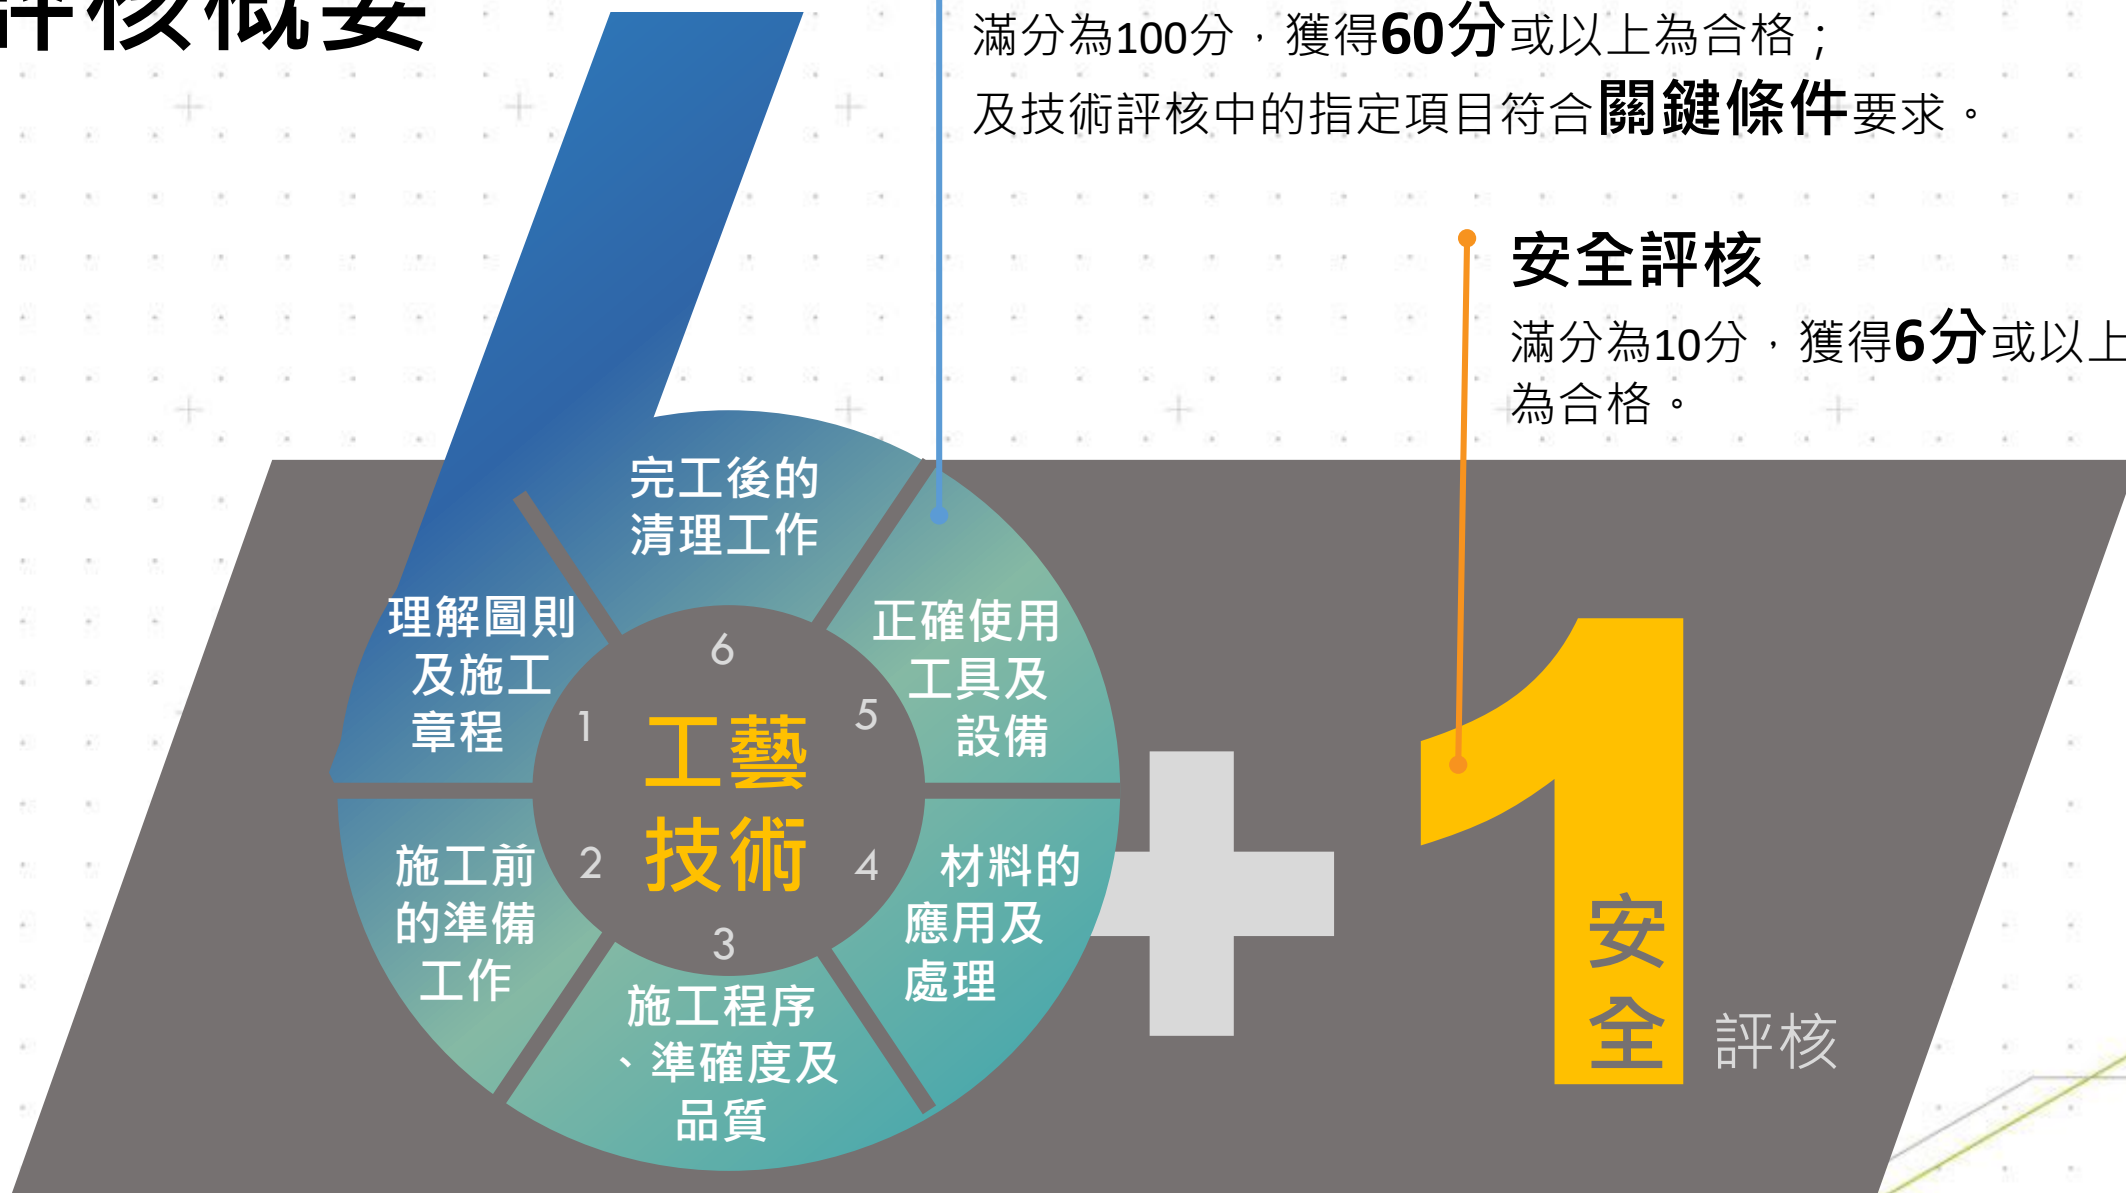 評核概要
滿分為100分，獲得60分或以上為合格；
及技術評核中的指定項目符合關鍵條件要求。
安全評核
滿分為10分，獲得6分或以上
為合格。
完工後的
清理工作
理解圖則
及施工
章程
正確使用
工具及
設備
6
1
5
工藝
技術
2
4
3
施工前
的準備
工作
材料的
應用及
處理
施工程序
、準確度及
品質
1
安
全
評核